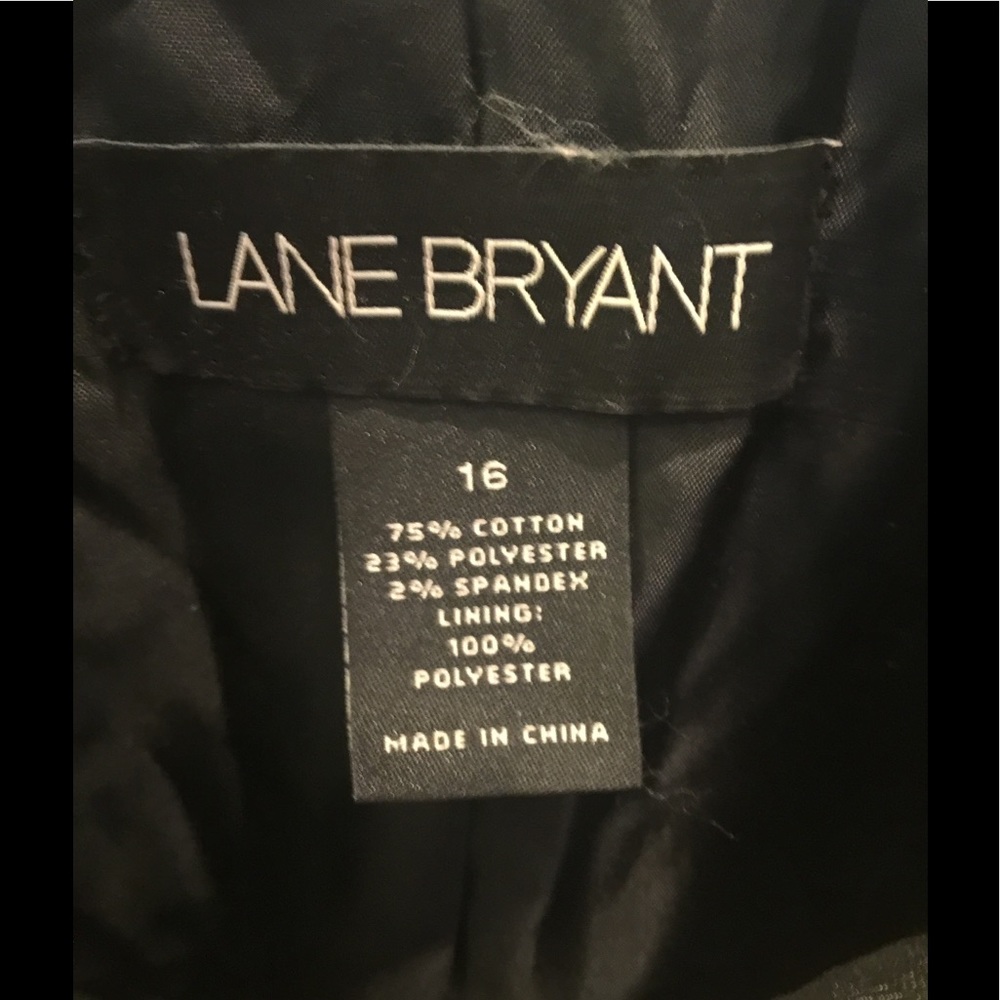 LANE BRYANT
16
75% COTTON
23% POLYESTER
2% SPANDEX
LINING:
100%
POLYESTER
MADE IN CHINA